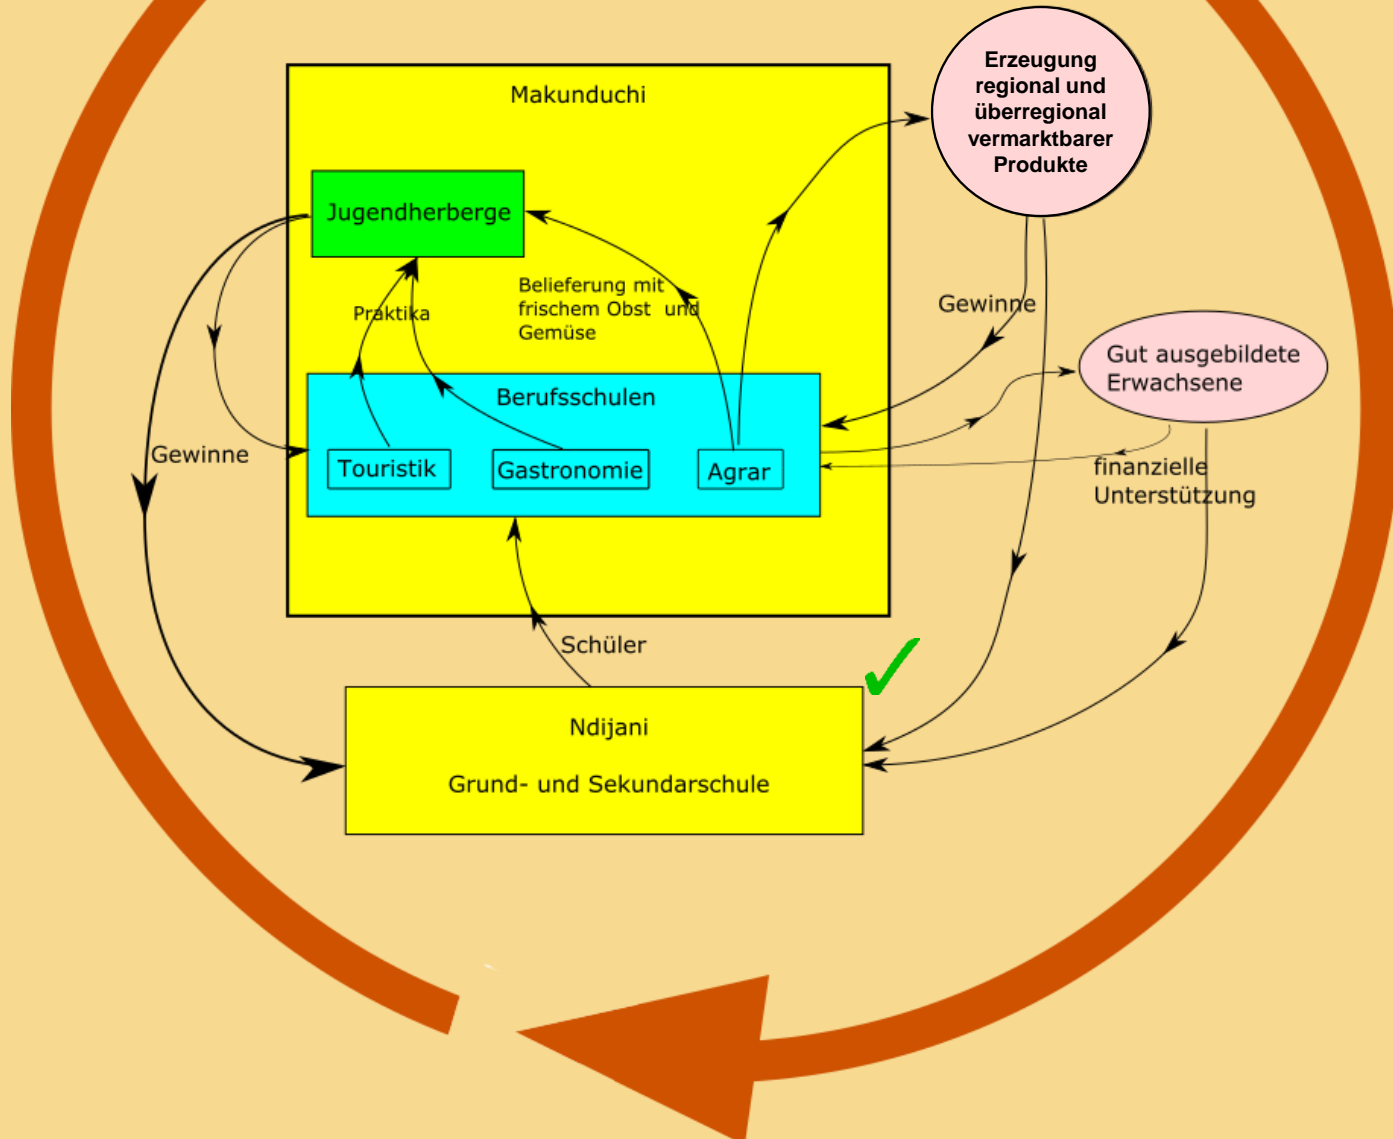 Erzeugung
regional und
überregional
vermarktbarer
Produkte
Makunduchi
Jugendherberge
Belieferung mit
frischem Obst und
Gemüse
Praktika
Gewinne
Gut ausgebildete
Erwachsene
Berufsschulen
Touristik
Gastronomie
Agrar
Gewinne
finanzielle
Unterstützung
Schüler
Ndijani
Grund- und Sekundarschule